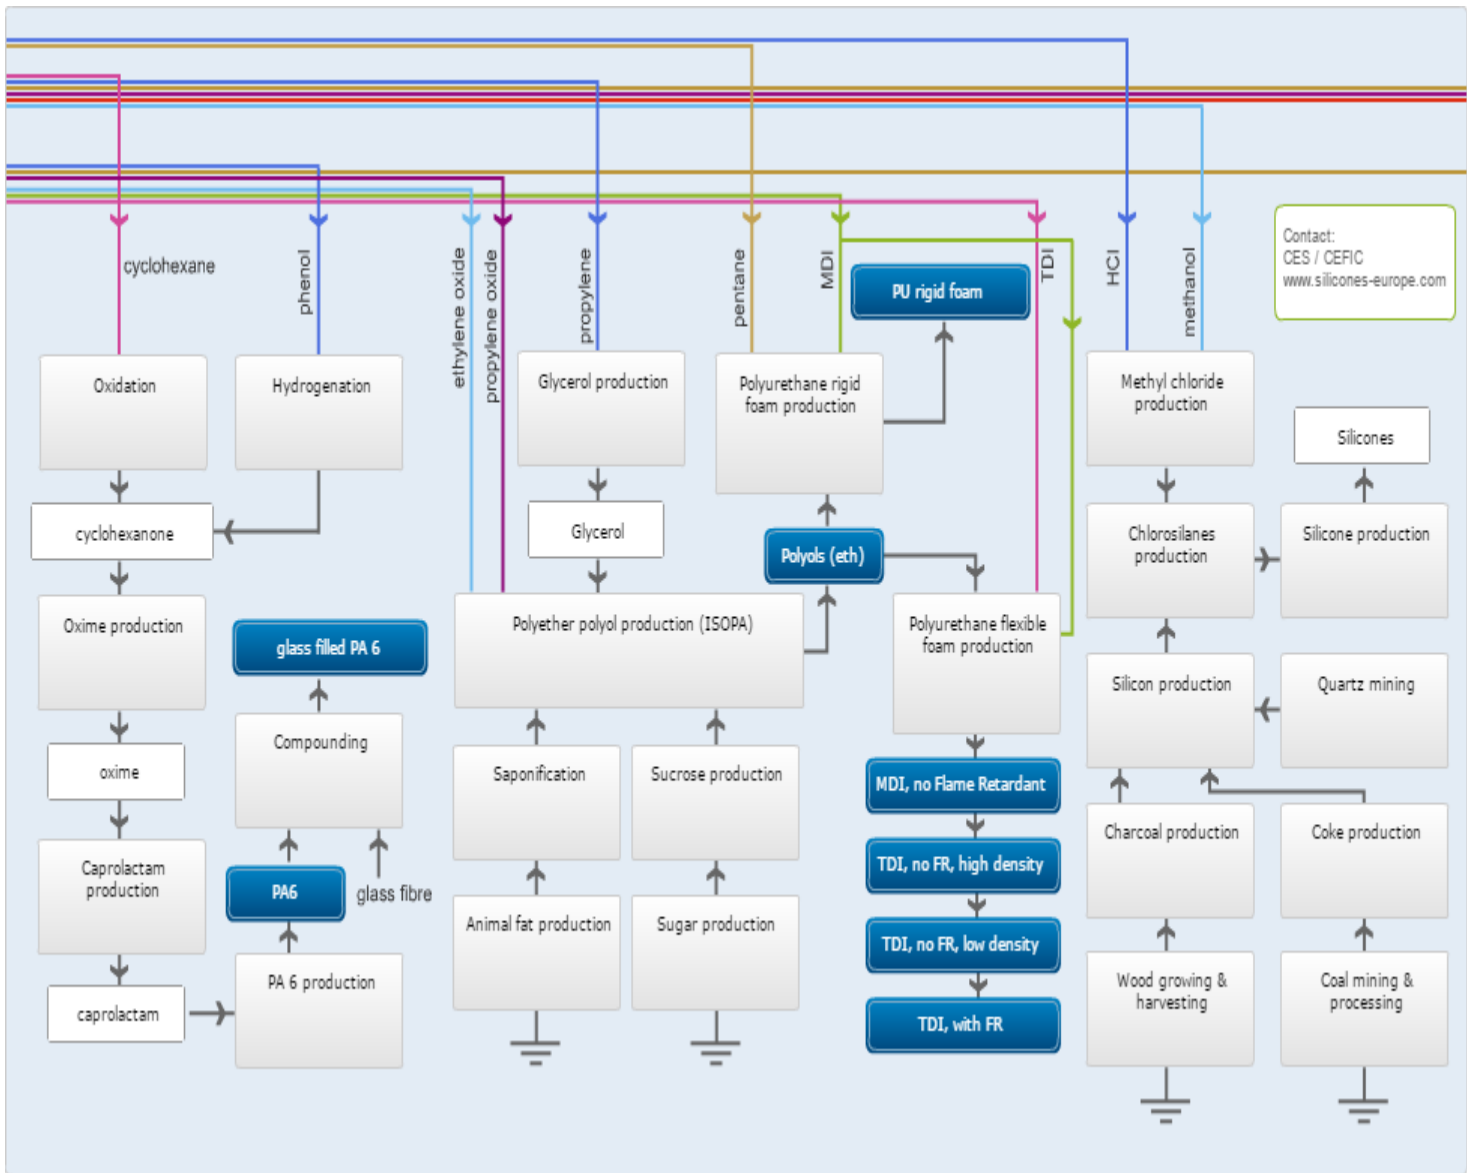 cyclohexane
phenol
ethylene oxide
propylene oxide
propylene
pentane
MDI
TDI
HCl
methanol
Contact:
CES / CEFIC
www.silicones-europe.com
PU rigid foam
Oxidation
Hydrogenation
Glycerol production
Polyurethane rigid
foam production
Methyl chloride
production
Silicones
cyclohexanone
Glycerol
Polyols (eth)
Chlorosilanes
production
Silicone production
Oxime production
glass filled PA 6
Polyether polyol production (ISOPA)
Polyurethane flexible
foam production
Silicon production
Quartz mining
oxime
Compounding
Saponification
Sucrose production
MDI, no Flame Retardant
Caprolactam
production
PA6
glass fibre
TDI, no FR, high density
Charcoal production
Coke production
Animal fat production
Sugar production
TDI, no FR, low density
caprolactam
PA 6 production
TDI, with FR
Wood growing &
harvesting
Coal mining &
processing